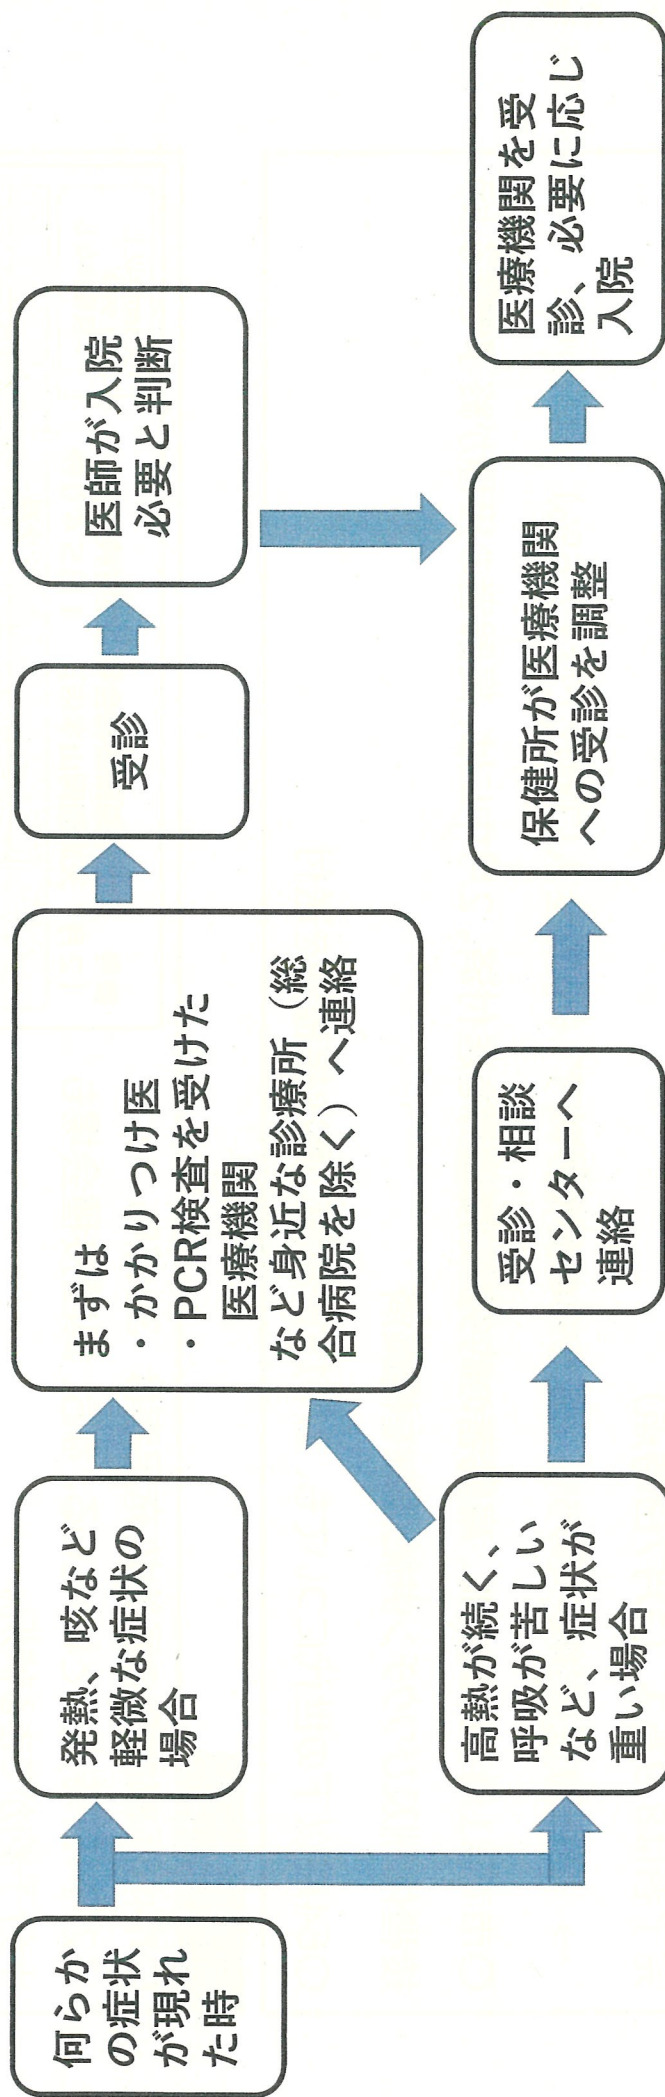 何らか
の症状
が現れ
た時
発熱、咳など
軽微な症状の
場合
まずは
・かかりつけ医
・PCR検査を受けた
医療機関
など身近な診療所（総
合病院を除く）へ連絡
受診
医師が入院
必要と判断
高熱が続く、
呼吸が苦しい
など、症状が
重い場合
受診・相談
センターへ
連絡
保健所が医療機関
への受診を調整
医療機関を受
診、必要に応じ
入院